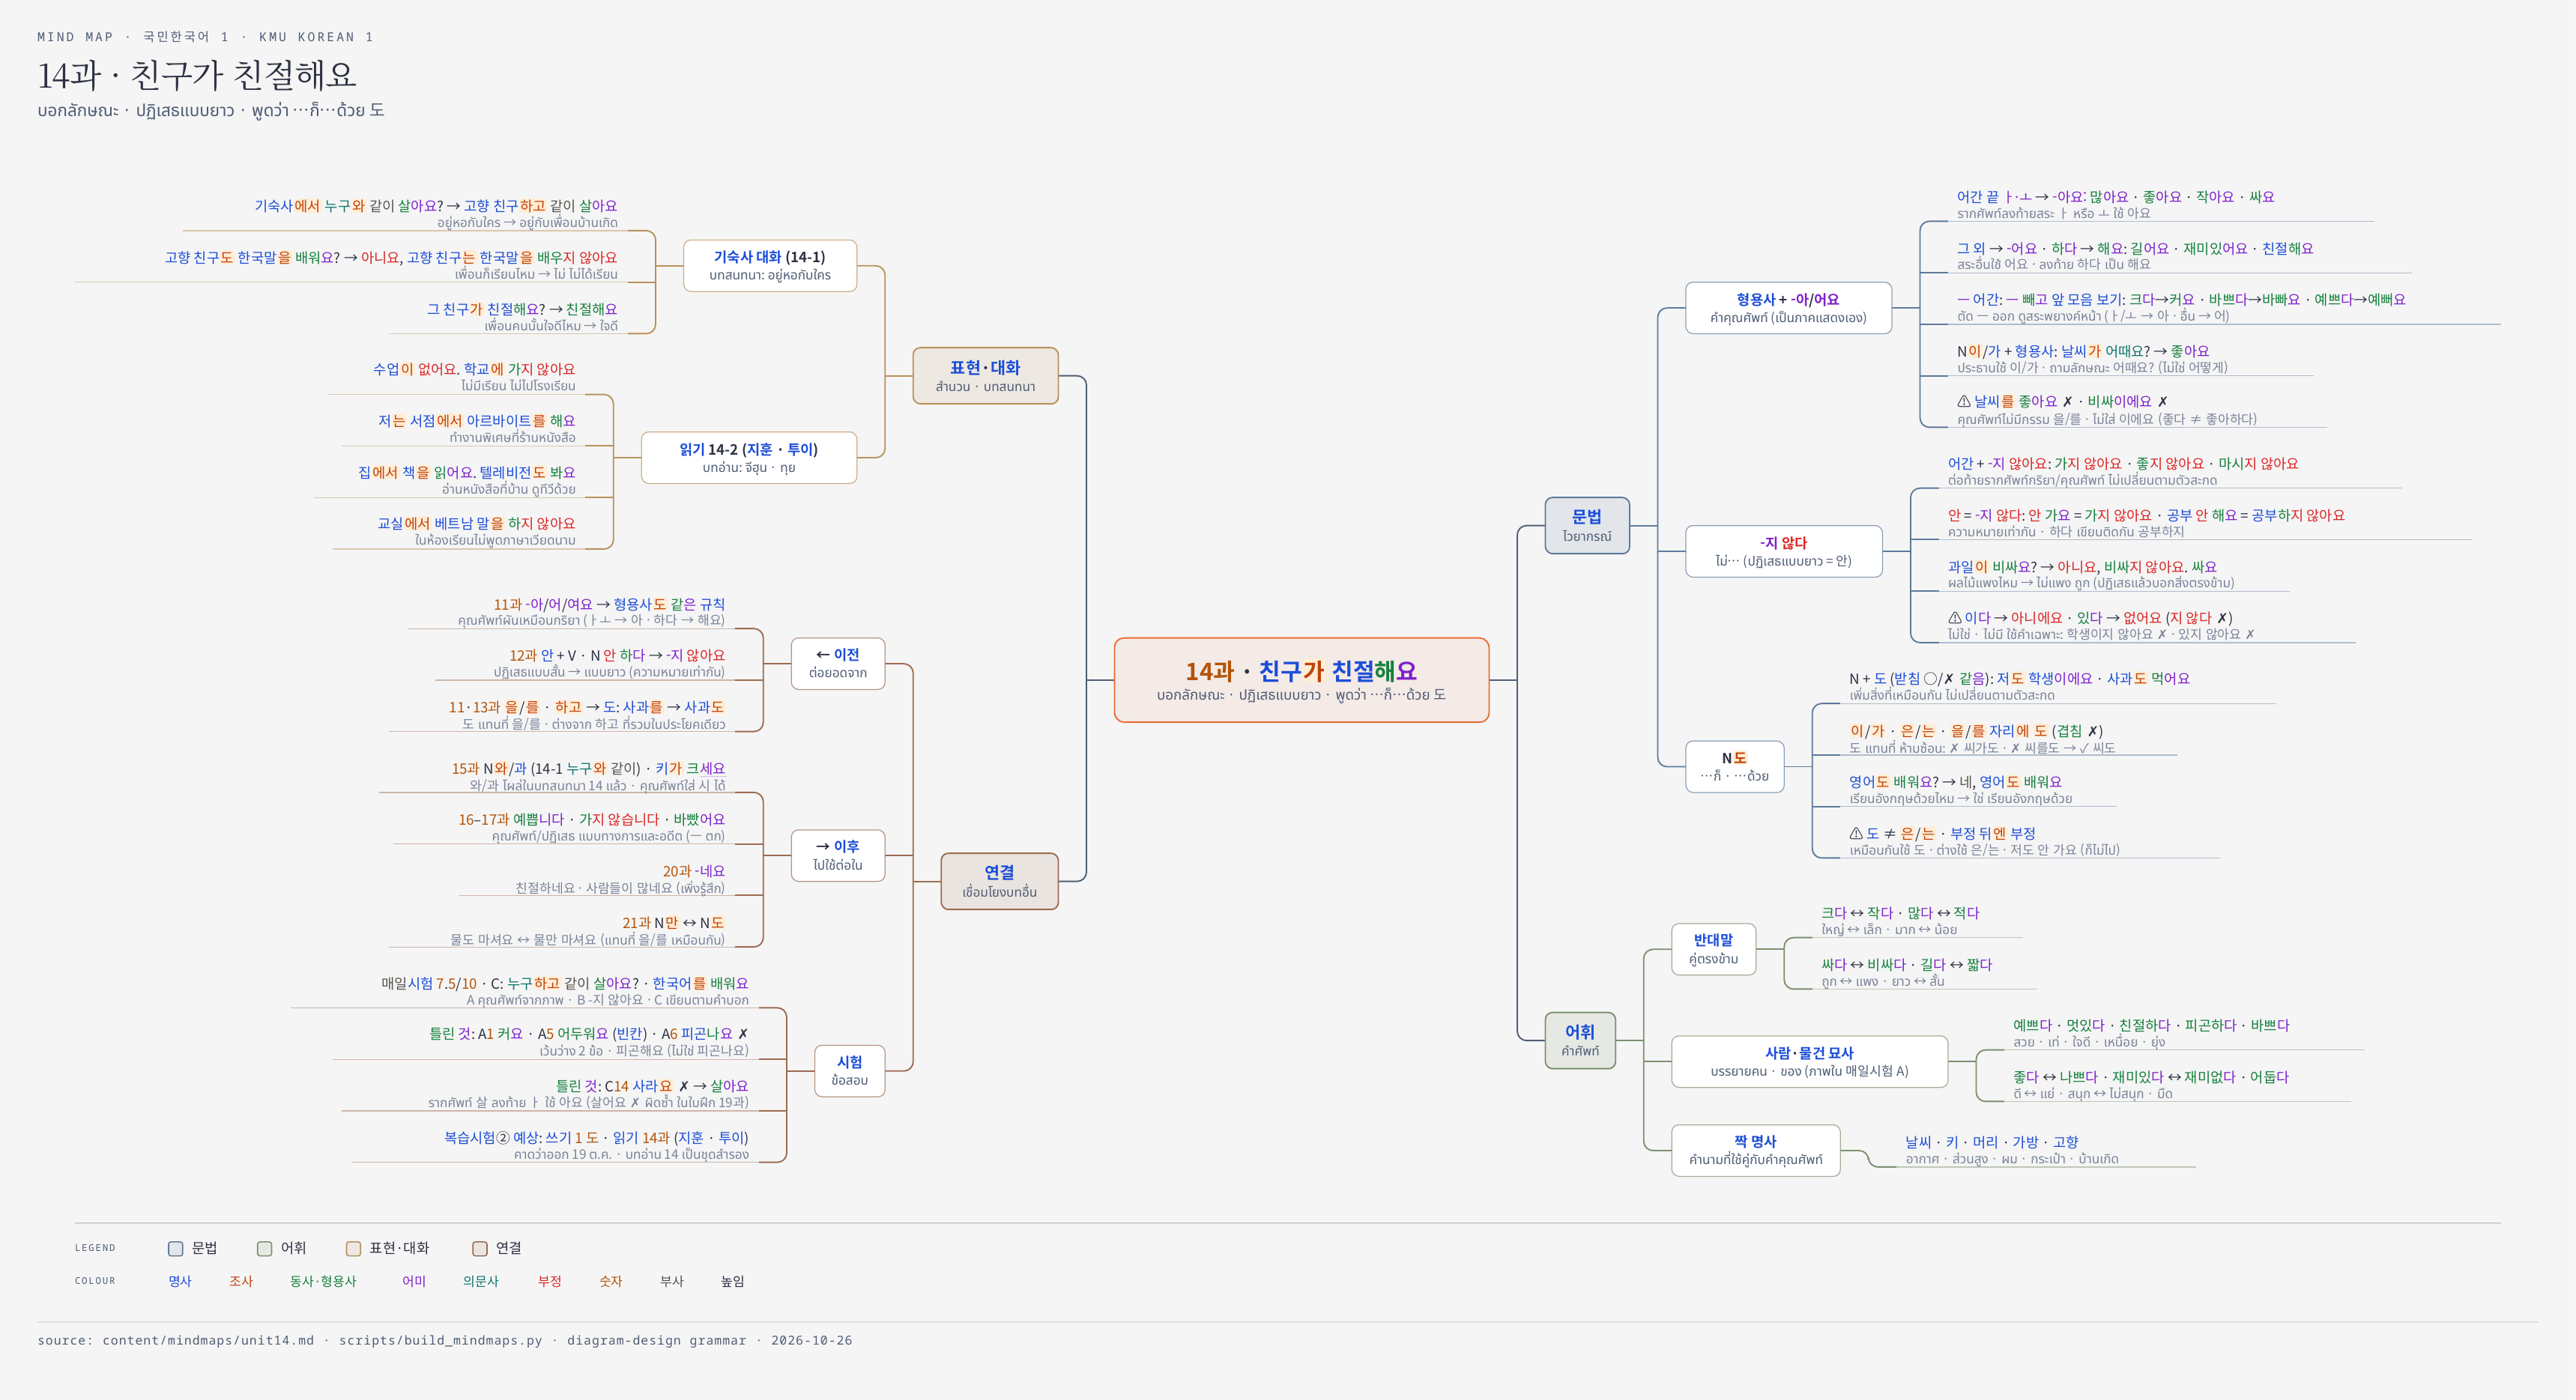 MIND MAP · 국민한국어 1 · KMU KOREAN 1
14과 · 친구가 친절해요
บอกลักษณะ · ปฏิเสธแบบยาว · พูดว่า …ก็…ด้วย 도
기숙사에서 누구와 같이 살아요? → 고향 친구하고 같이 살아요
อยู่หอกับใคร → อยู่กับเพื่อนบ้านเกิด
고향 친구도 한국말을 배워요? → 아니요, 고향 친구는 한국말을 배우지 않아요
เพื่อนก็เรียนไหม → ไม่ ไม่ได้เรียน
그 친구가 친절해요? → 친절해요
เพื่อนคนนั้นใจดีไหม → ใจดี
기숙사 대화 (14-1)
บทสนทนา: อยู่หอกับใคร
수업이 없어요. 학교에 가지 않아요
ไม่มีเรียน ไม่ไปโรงเรียน
저는 서점에서 아르바이트를 해요
ทำงานพิเศษที่ร้านหนังสือ
집에서 책을 읽어요. 텔레비전도 봐요
อ่านหนังสือที่บ้าน ดูทีวีด้วย
교실에서 베트남 말을 하지 않아요
ในห้องเรียนไม่พูดภาษาเวียดนาม
읽기 14-2 (지훈 · 투이)
บทอ่าน: จีฮุน · ทุย
표현·대화
สำนวน · บทสนทนา
11과 -아/어/여요 → 형용사도 같은 규칙
คุณศัพท์ผันเหมือนกริยา (ㅏㅗ → 아 · 하다 → 해요)
12과 안 + V · N 안 하다 → -지 않아요
ปฏิเสธแบบสั้น → แบบยาว (ความหมายเท่ากัน)
11·13과 을/를 · 하고 → 도: 사과를 → 사과도
도 แทนที่ 을/를 · ต่างจาก 하고 ที่รวมในประโยคเดียว
← 이전
ต่อยอดจาก
15과 N와/과 (14-1 누구와 같이) · 키가 크세요
와/과 โผล่ในบทสนทนา 14 แล้ว · คุณศัพท์ใส่ 시 ได้
16–17과 예쁩니다 · 가지 않습니다 · 바빴어요
คุณศัพท์/ปฏิเสธ แบบทางการและอดีต (ㅡ ตก)
20과 -네요
친절하네요 · 사람들이 많네요 (เพิ่งรู้สึก)
21과 N만 ↔ N도
물도 마셔요 ↔ 물만 마셔요 (แทนที่ 을/를 เหมือนกัน)
→ 이후
ไปใช้ต่อใน
매일시험 7.5/10 · C: 누구하고 같이 살아요? · 한국어를 배워요
A คุณศัพท์จากภาพ · B -지 않아요 · C เขียนตามคำบอก
틀린 것: A1 커요 · A5 어두워요 (빈칸) · A6 피곤나요 ✗
เว้นว่าง 2 ข้อ · 피곤해요 (ไม่ใช่ 피곤나요)
틀린 것: C14 사라요 ✗ → 살아요
รากศัพท์ 살 ลงท้าย ㅏ ใช้ 아요 (살어요 ✗ ผิดซ้ำ ในใบฝึก 19과)
복습시험② 예상: 쓰기 1 도 · 읽기 14과 (지훈 · 투이)
คาดว่าออก 19 ต.ค. · บทอ่าน 14 เป็นชุดสำรอง
시험
ข้อสอบ
연결
เชื่อมโยงบทอื่น
14과 · 친구가 친절해요
บอกลักษณะ · ปฏิเสธแบบยาว · พูดว่า …ก็…ด้วย 도
문법
ไวยากรณ์
형용사 + -아/어요
คำคุณศัพท์ (เป็นภาคแสดงเอง)
어간 끝 ㅏ·ㅗ → -아요: 많아요 · 좋아요 · 작아요 · 싸요
รากศัพท์ลงท้ายสระ ㅏ หรือ ㅗ ใช้ 아요
그 외 → -어요 · 하다 → 해요: 길어요 · 재미있어요 · 친절해요
สระอื่นใช้ 어요 · ลงท้าย 하다 เป็น 해요
ㅡ 어간: ㅡ 빼고 앞 모음 보기: 크다→커요 · 바쁘다→바빠요 · 예쁘다→예뻐요
ตัด ㅡ ออก ดูสระพยางค์หน้า (ㅏ/ㅗ → 아 · อื่น → 어)
N이/가 + 형용사: 날씨가 어때요? → 좋아요
ประธานใช้ 이/가 · ถามลักษณะ 어때요? (ไม่ใช่ 어떻게)
⚠ 날씨를 좋아요 ✗ · 비싸이에요 ✗
คุณศัพท์ไม่มีกรรม 을/를 · ไม่ใส่ 이에요 (좋다 ≠ 좋아하다)
-지 않다
ไม่… (ปฏิเสธแบบยาว = 안)
어간 + -지 않아요: 가지 않아요 · 좋지 않아요 · 마시지 않아요
ต่อท้ายรากศัพท์กริยา/คุณศัพท์ ไม่เปลี่ยนตามตัวสะกด
안 = -지 않다: 안 가요 = 가지 않아요 · 공부 안 해요 = 공부하지 않아요
ความหมายเท่ากัน · 하다 เขียนติดกัน 공부하지
과일이 비싸요? → 아니요, 비싸지 않아요. 싸요
ผลไม้แพงไหม → ไม่แพง ถูก (ปฏิเสธแล้วบอกสิ่งตรงข้าม)
⚠ 이다 → 아니에요 · 있다 → 없어요 (지 않다 ✗)
ไม่ใช่ · ไม่มี ใช้คำเฉพาะ: 학생이지 않아요 ✗ · 있지 않아요 ✗
N도
…ก็ · …ด้วย
N + 도 (받침 ◯/✗ 같음): 저도 학생이에요 · 사과도 먹어요
เพิ่มสิ่งที่เหมือนกัน ไม่เปลี่ยนตามตัวสะกด
이/가 · 은/는 · 을/를 자리에 도 (겹침 ✗)
도 แทนที่ ห้ามซ้อน: ✗ 씨가도 · ✗ 씨를도 → ✓ 씨도
영어도 배워요? → 네, 영어도 배워요
เรียนอังกฤษด้วยไหม → ใช่ เรียนอังกฤษด้วย
⚠ 도 ≠ 은/는 · 부정 뒤엔 부정
เหมือนกันใช้ 도 · ต่างใช้ 은/는 · 저도 안 가요 (ก็ไม่ไป)
어휘
คำศัพท์
반대말
คู่ตรงข้าม
크다 ↔ 작다 · 많다 ↔ 적다
ใหญ่ ↔ เล็ก · มาก ↔ น้อย
싸다 ↔ 비싸다 · 길다 ↔ 짧다
ถูก ↔ แพง · ยาว ↔ สั้น
사람·물건 묘사
บรรยายคน · ของ (ภาพใน 매일시험 A)
예쁘다 · 멋있다 · 친절하다 · 피곤하다 · 바쁘다
สวย · เท่ · ใจดี · เหนื่อย · ยุ่ง
좋다 ↔ 나쁘다 · 재미있다 ↔ 재미없다 · 어둡다
ดี ↔ แย่ · สนุก ↔ ไม่สนุก · มืด
짝 명사
คำนามที่ใช้คู่กับคำคุณศัพท์
날씨 · 키 · 머리 · 가방 · 고향
อากาศ · ส่วนสูง · ผม · กระเป๋า · บ้านเกิด
LEGEND 문법 어휘 표현·대화 연결
COLOUR 명사 조사 동사·형용사 어미 의문사 부정 숫자 부사 높임
source: content/mindmaps/unit14.md · scripts/build_mindmaps.py · diagram-design grammar · 2026-10-26